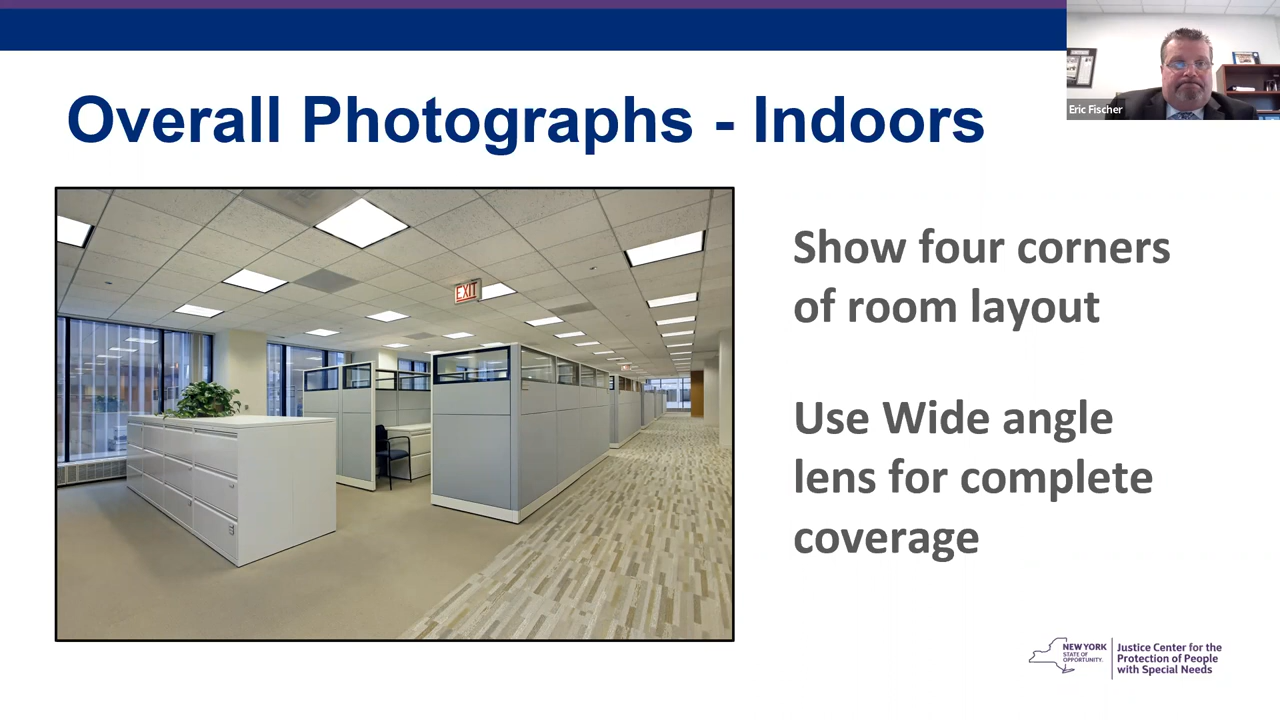 Eric Fischer
Overall Photographs - Indoors
EXIT
Show four corners
of room layout
Use Wide angle
lens for complete
coverage
NEW YORK
STATE OF
OPPORTUNITY.
Justice Center for the
Protection of People
with Special Needs